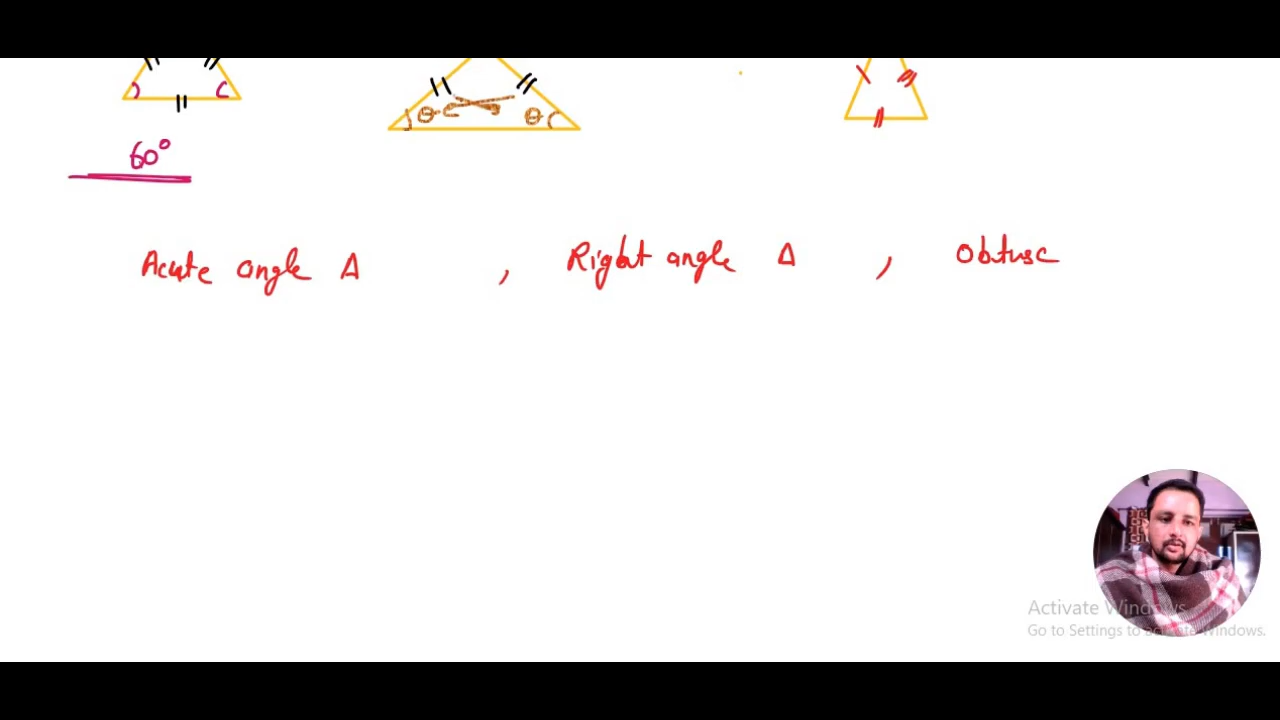 θ θ
60°
Acute angle Δ , Right angle Δ , Obtuse
Activate Windows
Go to Settings to activate Windows.